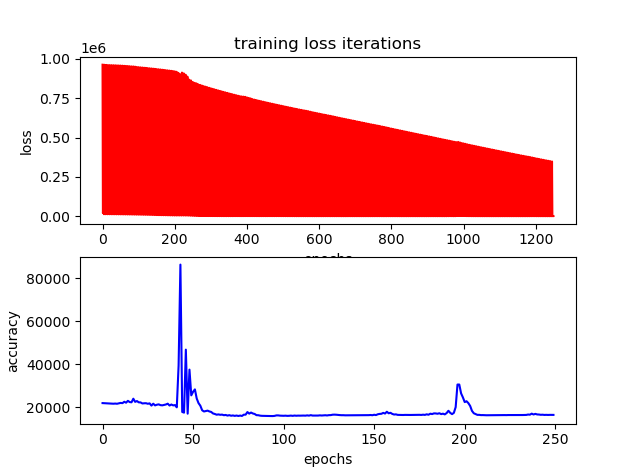 training loss iterations
1e6
1.00
0.75
0.50
0.25
0.00
loss
0 200 400 600 800 1000 1200
epochs
80000
60000
40000
20000
accuracy
0 50 100 150 200 250
epochs